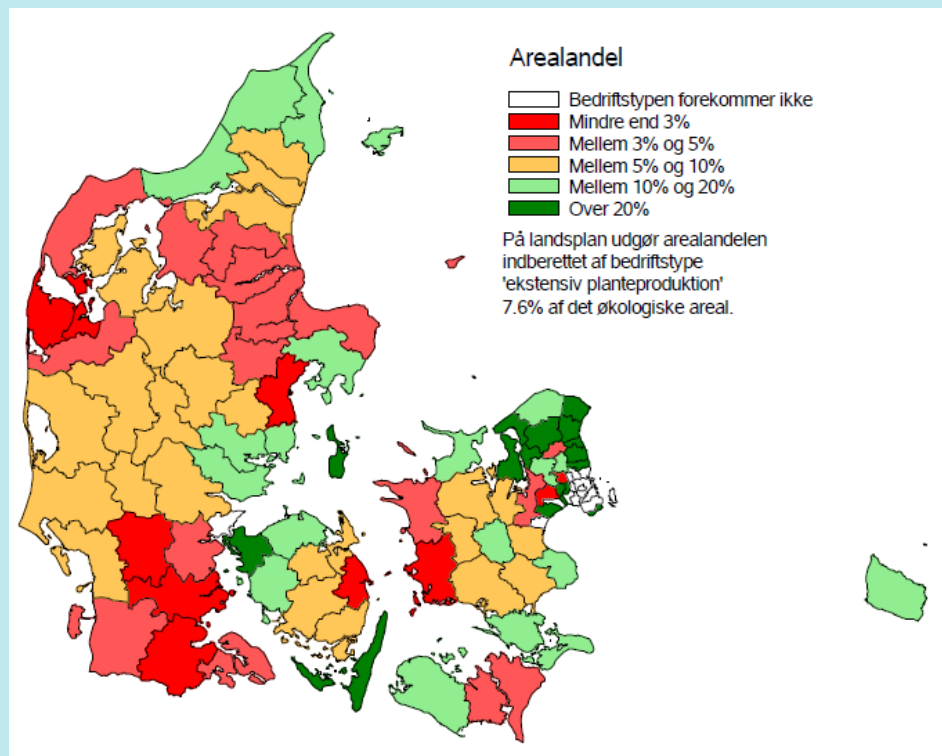 Arealandel
Bedriftstypen forekommer ikke
Mindre end 3%
Mellem 3% og 5%
Mellem 5% og 10%
Mellem 10% og 20%
Over 20%
På landsplan udgør arealandelen
indberettet af bedriftstype
'ekstensiv planteproduktion'
7.6% af det økologiske areal.